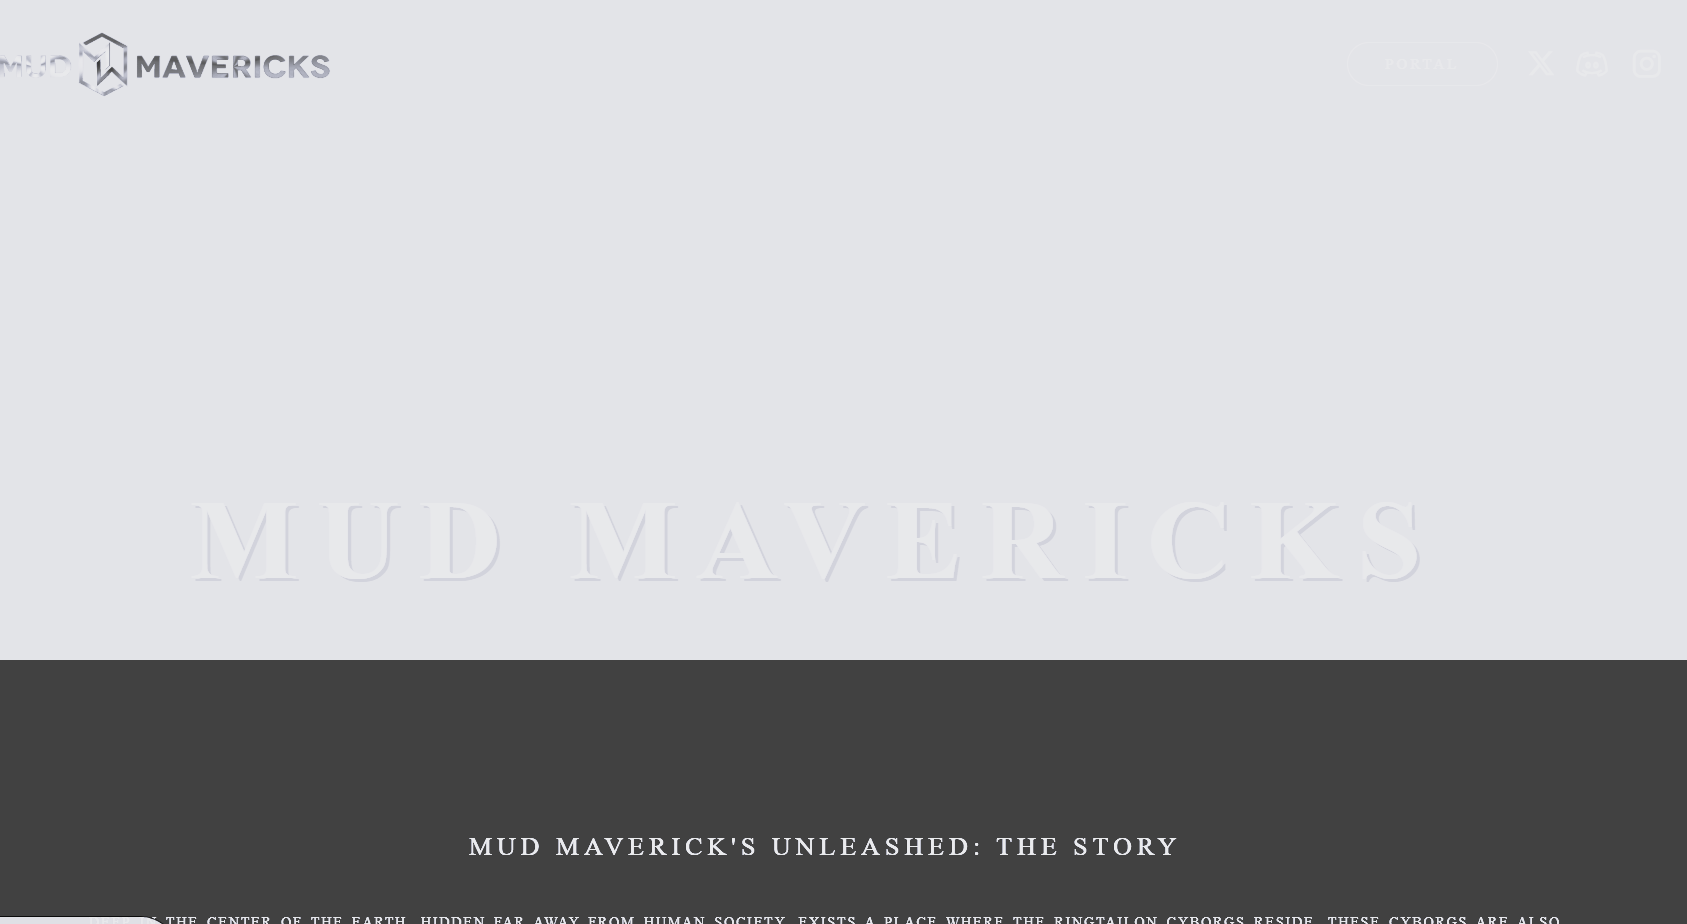 MUD MAVERICKS
PORTAL
MUD MAVERICKS
MUD MAVERICK'S UNLEASHED: THE STORY
THE CENTER OF THE EARTH, HIDDEN FAR AWAY FROM HUMAN SOCIETY, EXISTS A PLACE WHERE THE RINGTAILON CYBORGS RESIDE. THESE CYBORGS ARE ALSO